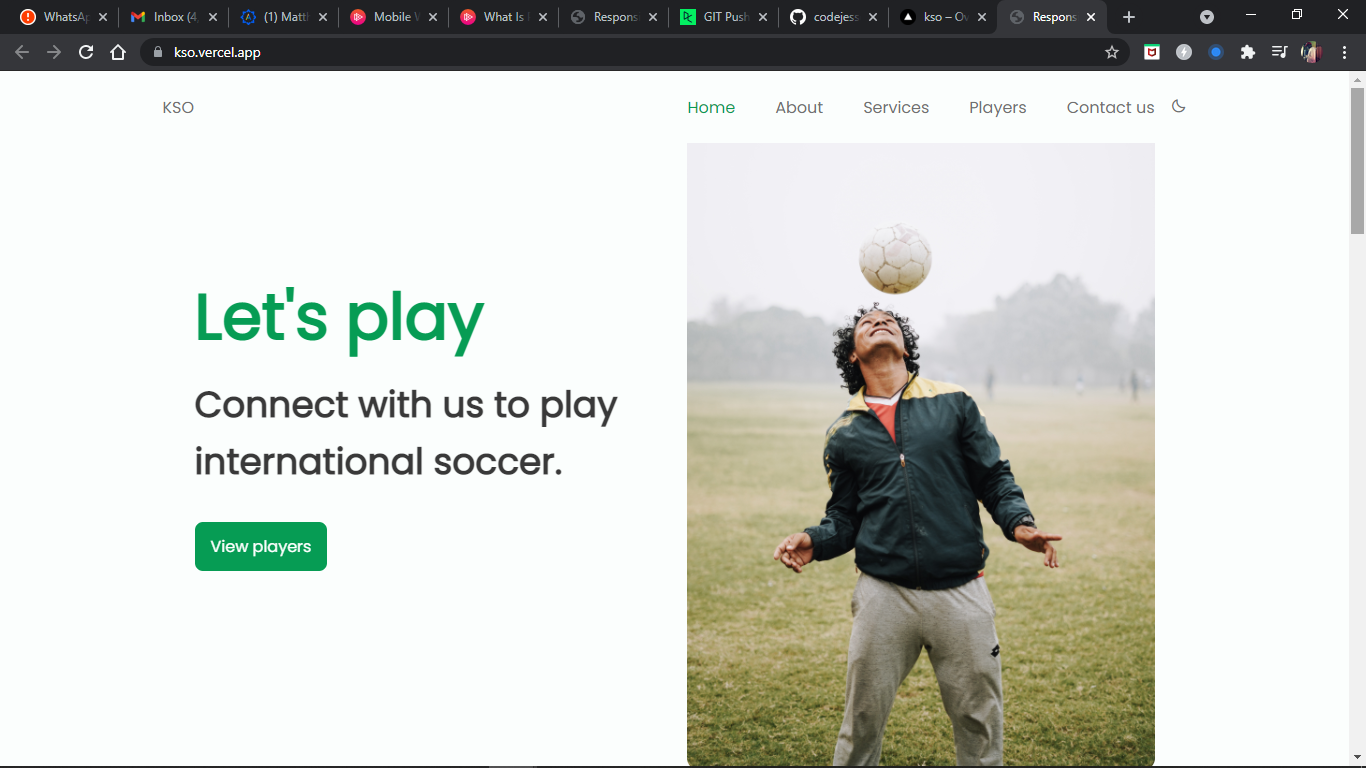 WhatsAp
Inbox (4,
(1) Matth
Mobile W
What Is
Respons
GIT Push
codejess
kso – Ov
Respons
kso.vercel.app
KSO
Home
About
Services
Players
Contact us
Let's play
Connect with us to play
international soccer.
View players